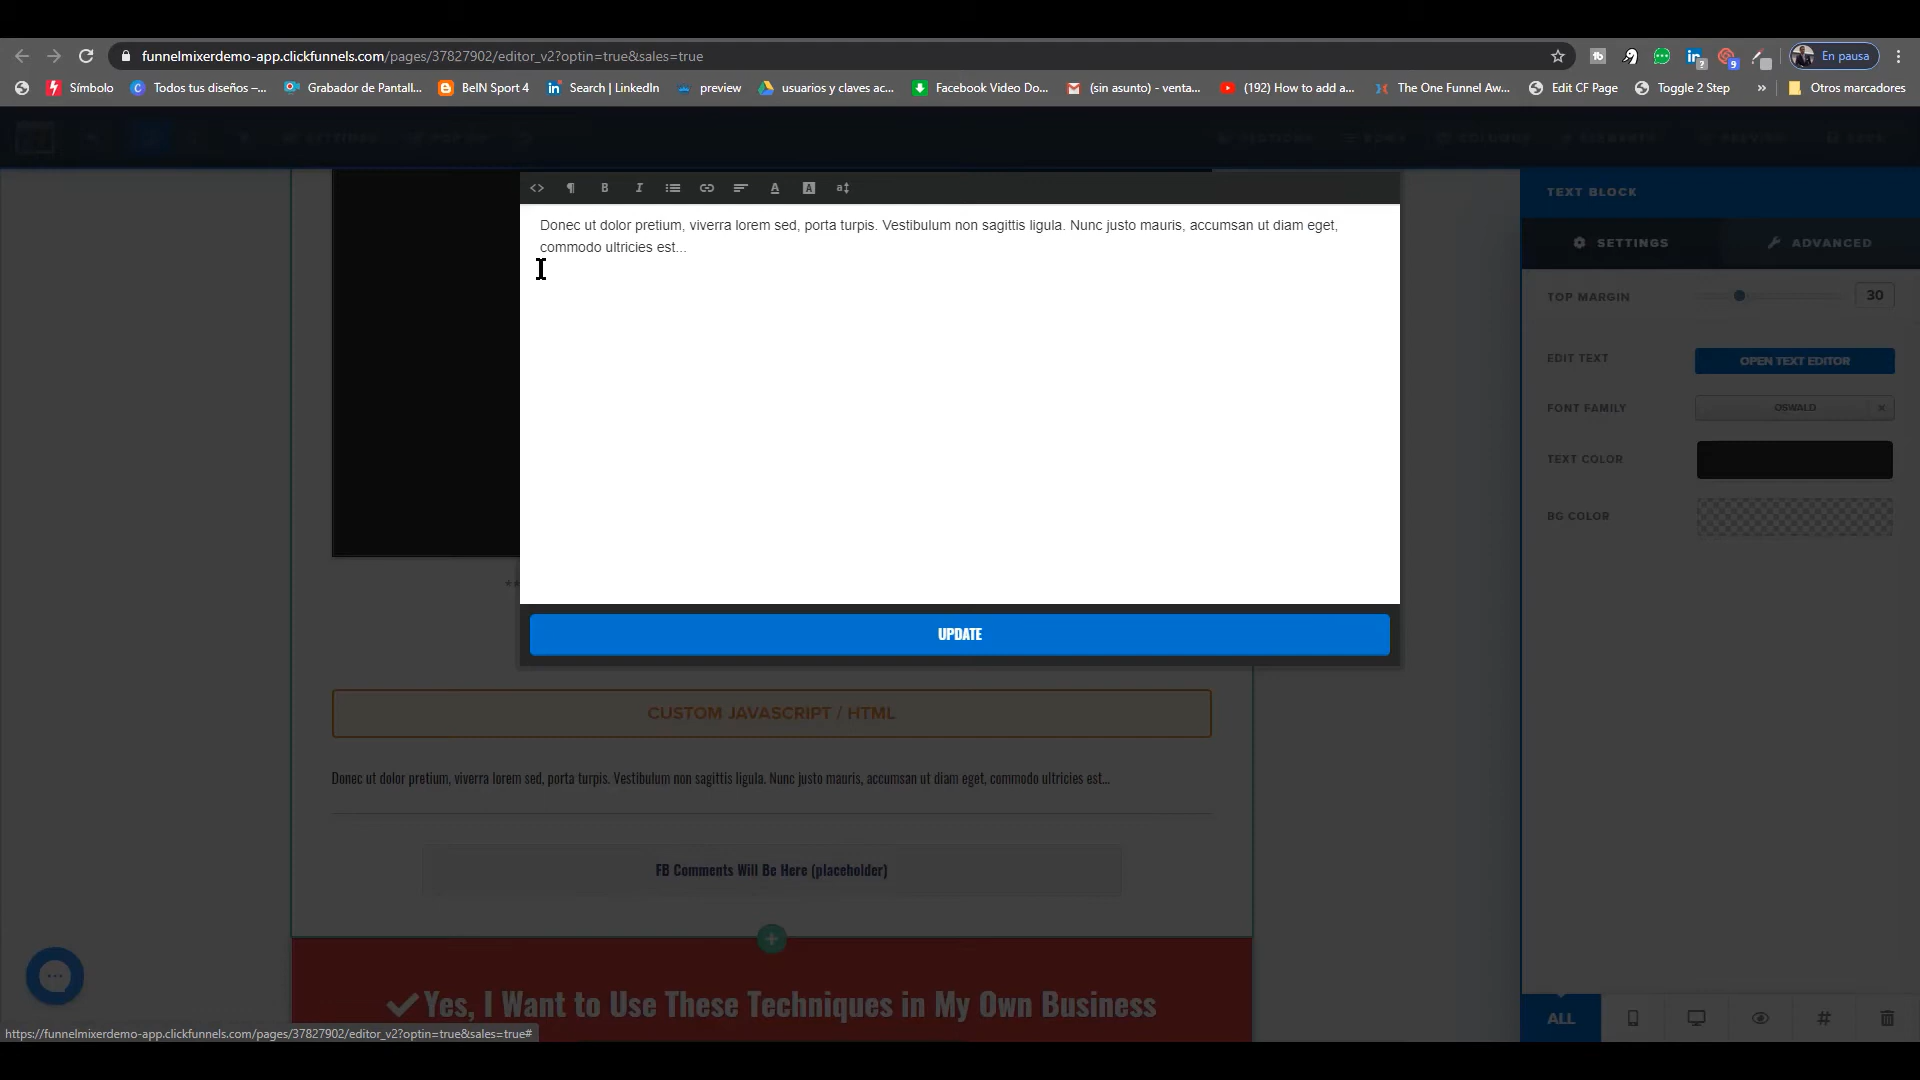 funnelmixerdemo-app.clickfunnels.com/pages/37827902/editor_v2?optin=true&sales=true
En pausa
Símbolo
Todos tus diseños –...
Grabador de Pantall...
BeIN Sport 4
Search | LinkedIn
preview
usuarios y claves ac...
Facebook Video Do...
(sin asunto) – venta...
(192) How to add a...
The One Funnel Aw...
Edit CF Page
Toggle 2 Step
»
Otros marcadores
SETTINGS
SECTIONS
ROWS
COLUMNS
ELEMENTS
PREVIEW
TEXT BLOCK
SETTINGS
ADVANCED
Donec ut dolor pretium, viverra lorem sed, porta turpis. Vestibulum non sagittis ligula. Nunc justo mauris, accumsan ut diam eget,
commodo ultricies est...
TOP MARGIN
30
EDIT TEXT
OPEN TEXT EDITOR
FONT FAMILY
OSWALD
TEXT COLOR
BG COLOR
UPDATE
CUSTOM JAVASCRIPT / HTML
Donec ut dolor pretium, viverra lorem sed, porta turpis. Vestibulum non sagittis ligula. Nunc justo mauris, accumsan ut diam eget, commodo ultricies est...
FB Comments Will Be Here (placeholder)
Yes, I Want to Use These Techniques in My Own Business
ALL
https://funnelmixerdemo-app.clickfunnels.com/pages/37827902/editor_v2?optin=true&sales=true#